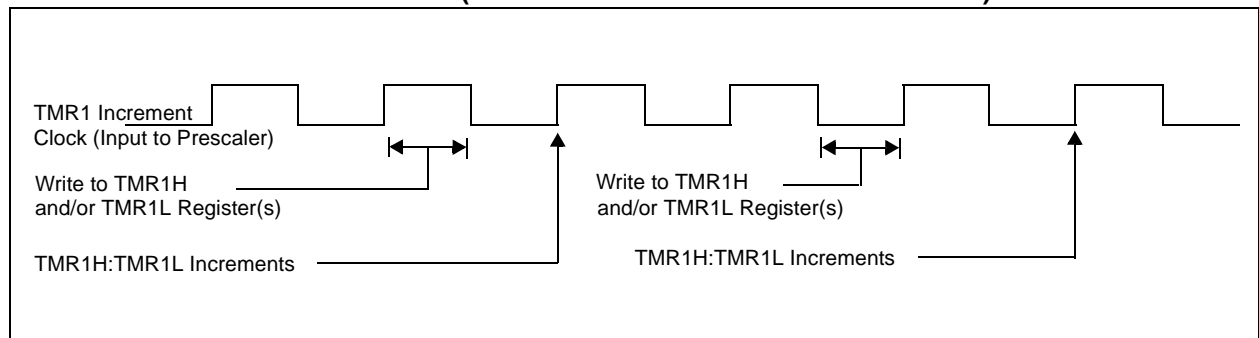 TMR1 Increment
Clock (Input to Prescaler)
Write to TMR1H
and/or TMR1L Register(s)
TMR1H:TMR1L Increments
Write to TMR1H
and/or TMR1L Register(s)
TMR1H:TMR1L Increments